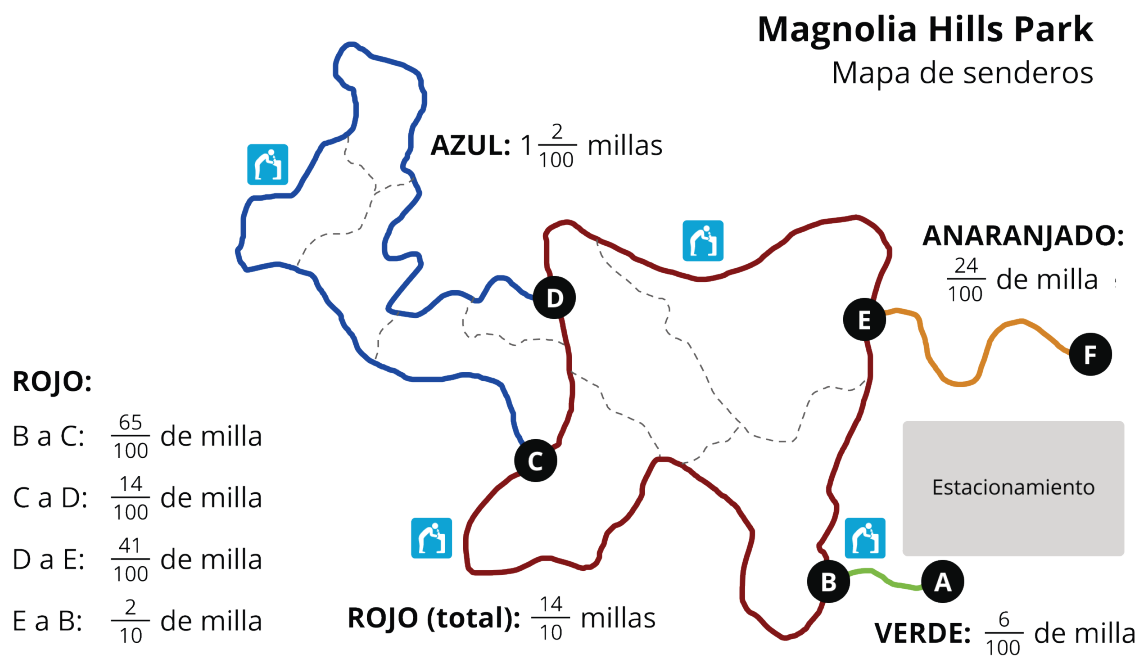 Magnolia Hills Park
Mapa de senderos
AZUL: 1 2/100 millas
ANARANJADO:
24/100 de milla
D
E
F
ROJO:
B a C: 65/100 de milla
C a D: 14/100 de milla
D a E: 41/100 de milla
E a B: 2/10 de milla
C
Estacionamiento
B
A
ROJO (total): 14/10 millas
VERDE: 6/100 de milla